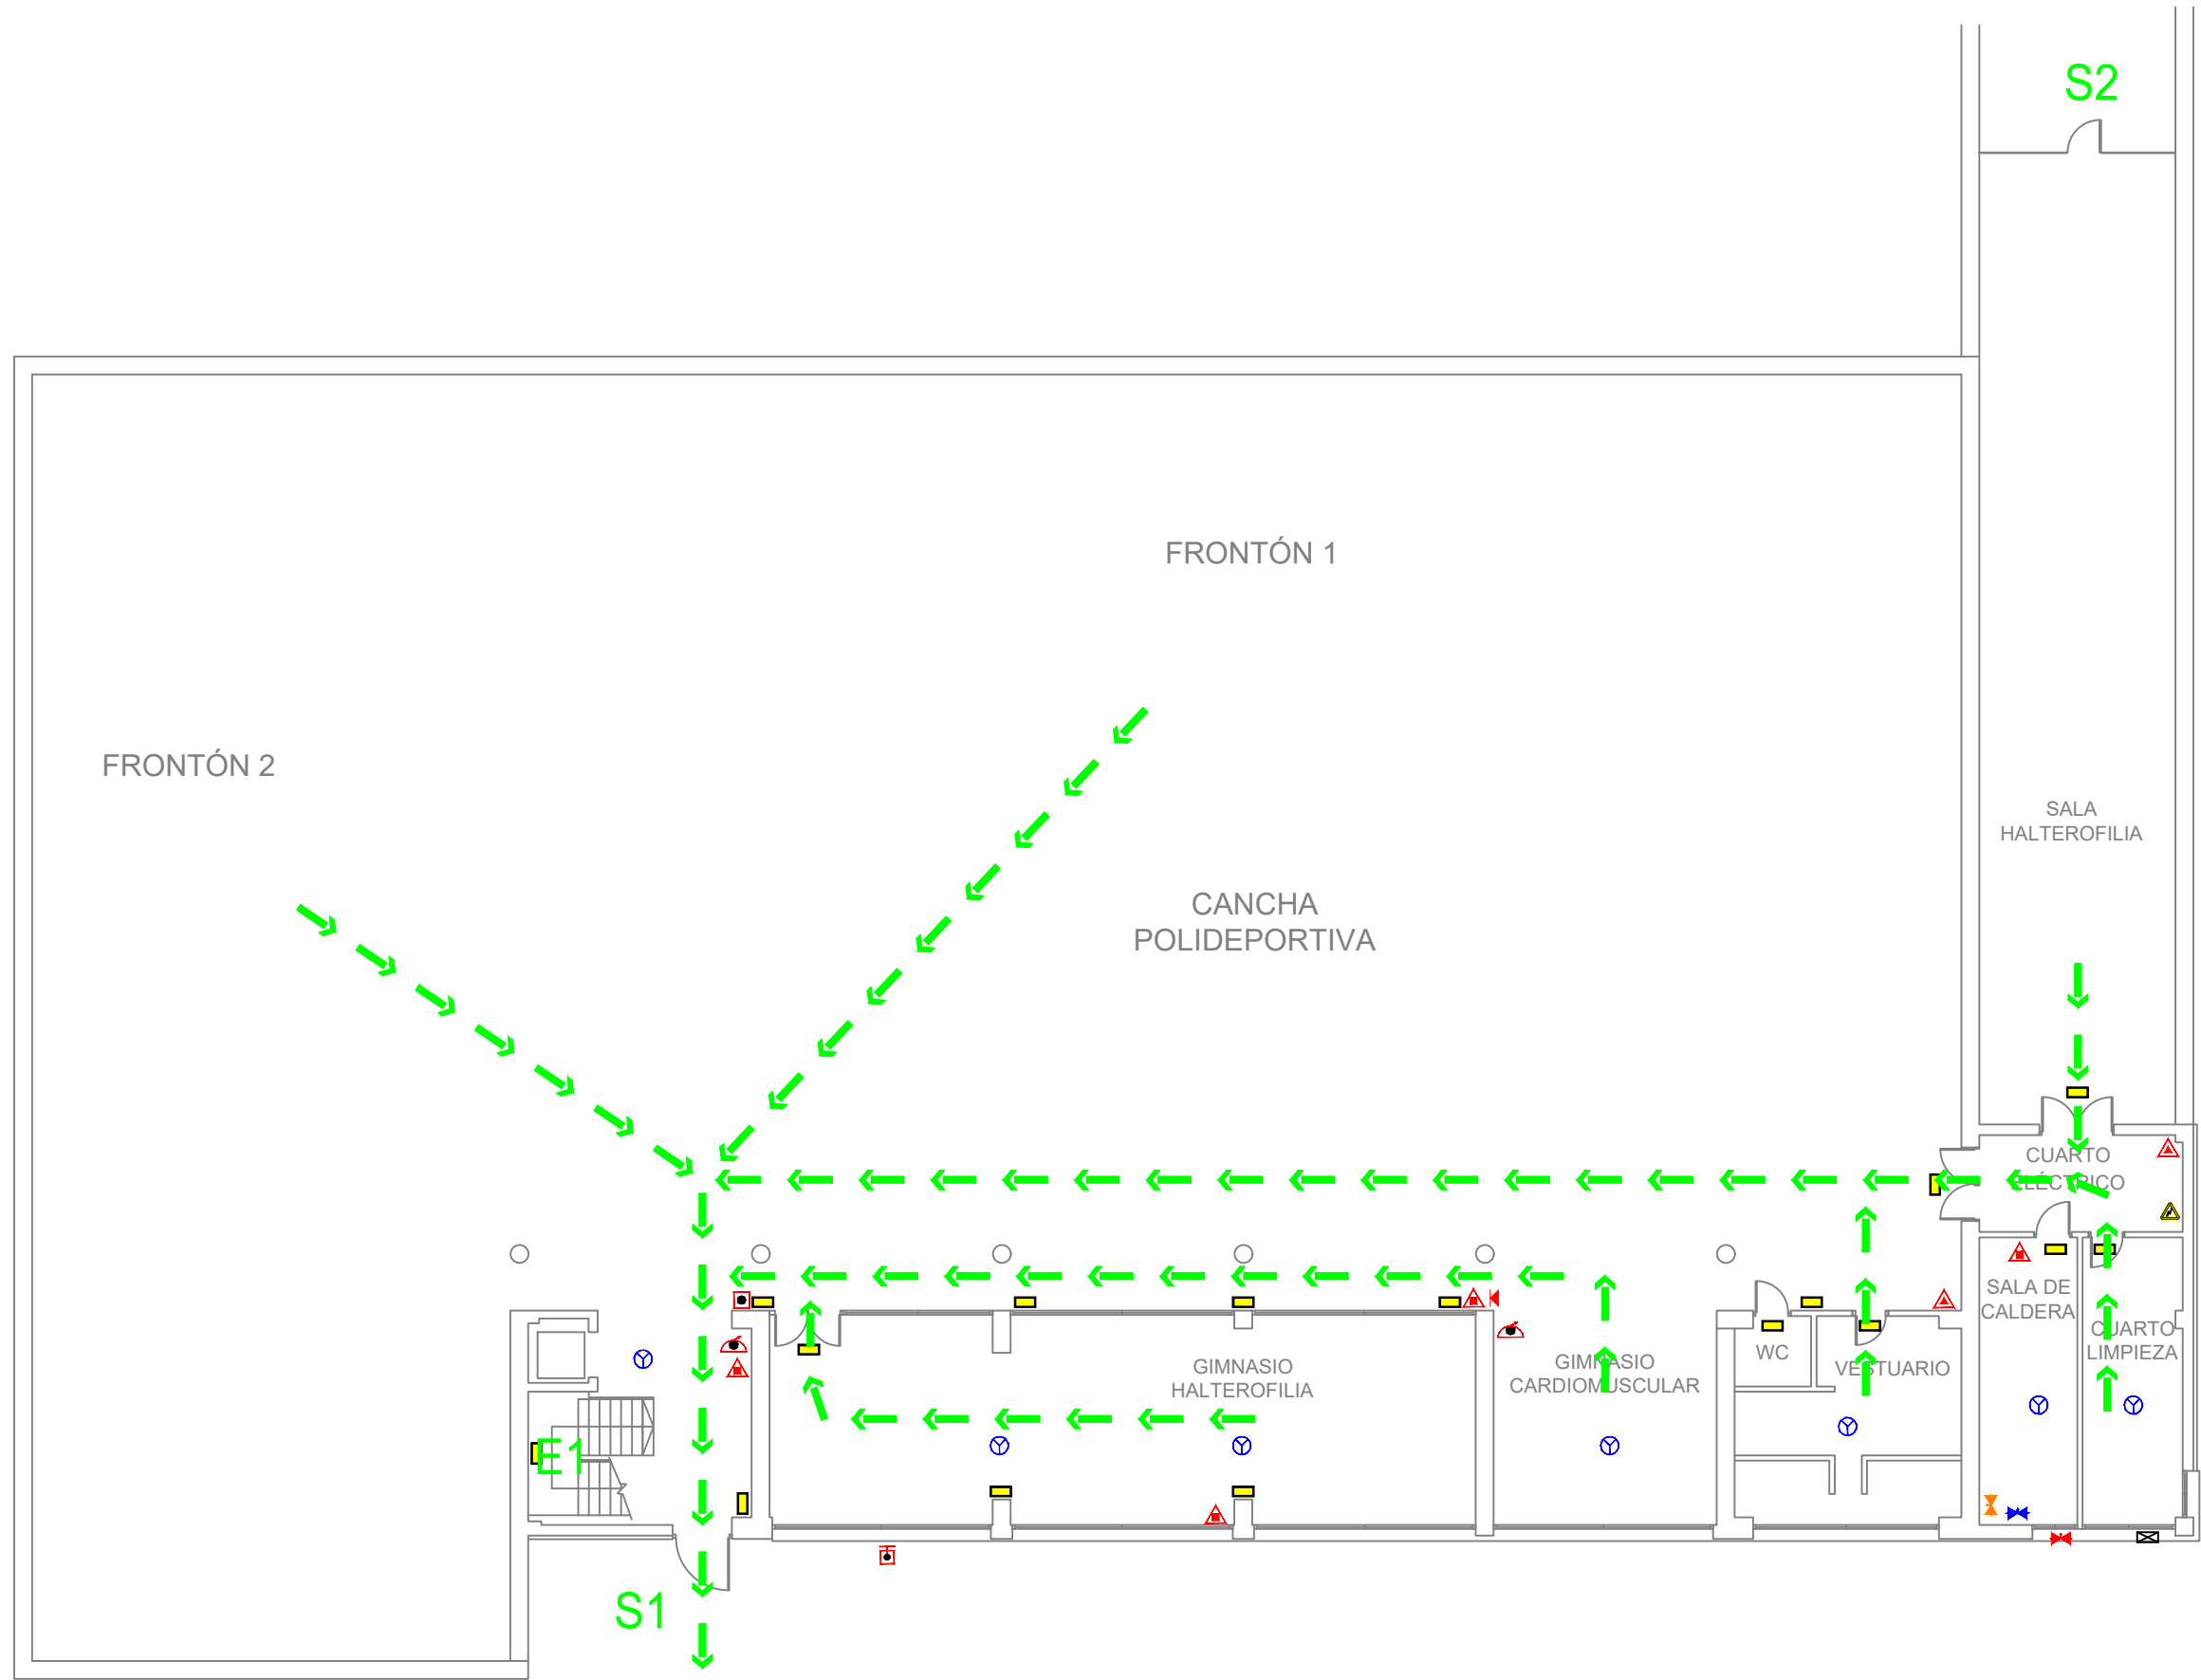 S2
FRONTÓN 1
FRONTÓN 2
SALA
HALTEROFILIA
CANCHA
POLIDEPORTIVA
CUARTO
ELÉCTRICO
SALA DE
CALDERA
CUARTO
LIMPIEZA
GIMNASIO
HALTEROFILIA
GIMNASIO
CARDIOMUSCULAR
WC
VESTUARIO
E1
S1